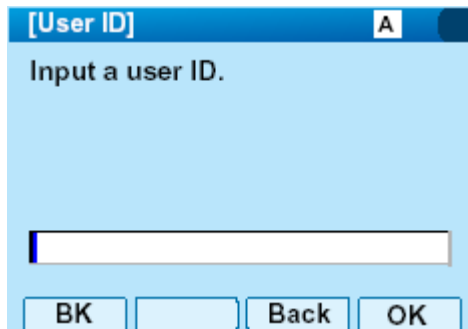 [User ID] A
Input a user ID.
BK Back OK